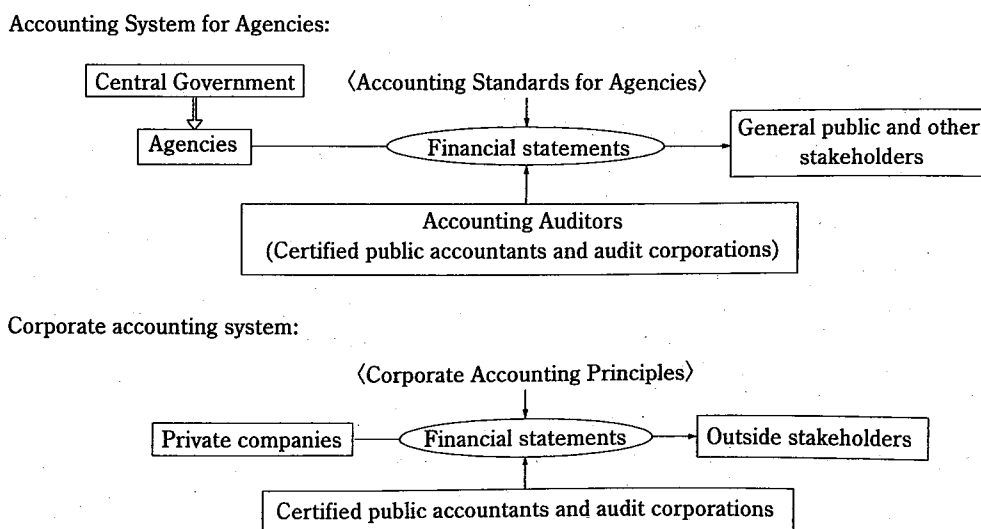 Accounting System for Agencies:
Central Government
〈Accounting Standards for Agencies〉
Agencies
Financial statements
General public and other
stakeholders
Accounting Auditors
(Certified public accountants and audit corporations)
Corporate accounting system:
〈Corporate Accounting Principles〉
Private companies
Financial statements
Outside stakeholders
Certified public accountants and audit corporations